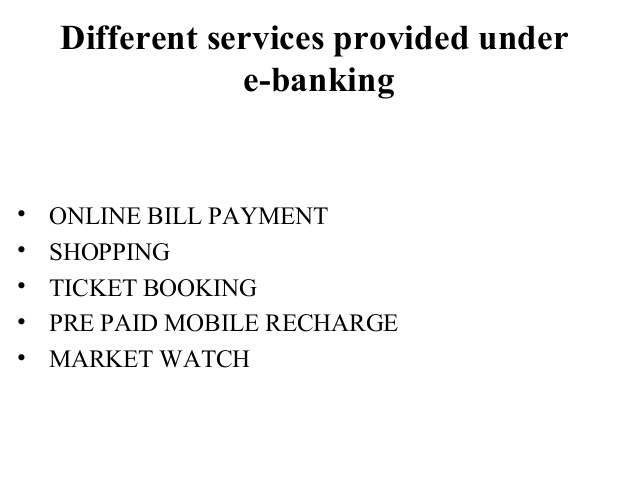 Different services provided under
e-banking
• ONLINE BILL PAYMENT
• SHOPPING
• TICKET BOOKING
• PRE PAID MOBILE RECHARGE
• MARKET WATCH